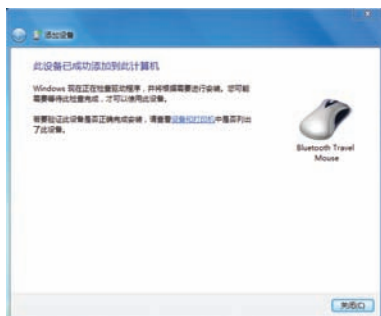 添加设备
此设备已成功添加到此计算机
Windows 现在正在检查驱动程序，并将根据需要进行安装。您可能
需要等待此检查完成，才可以使用此设备。
若要验证此设备是否正确完成安装，请查看设备和打印机中是否列出
了此设备。
Bluetooth Travel
Mouse
关闭(C)